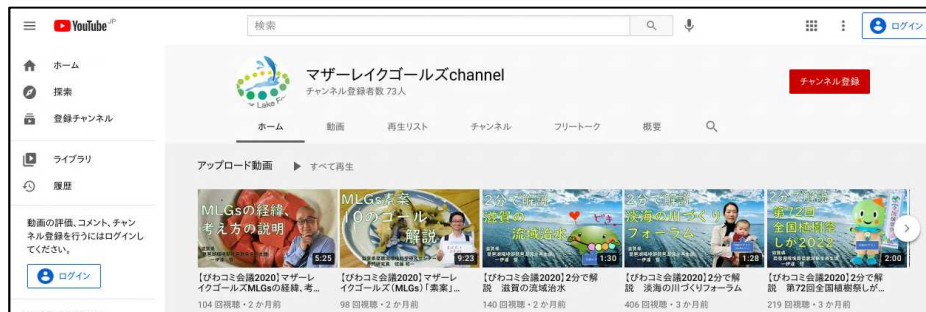 YouTube JP
検索
ログイン
ホーム
探索
登録チャンネル
ライブラリ
履歴
動画の評価、コメント、チャン
ネル登録を行うにはログインし
てください。
ログイン
マザーレイクゴールズchannel
チャンネル登録者数 73人
チャンネル登録
ホーム 動画 再生リスト チャンネル フリートーク 概要
アップロード動画 すべて再生
MLGsの経緯、
考え方の説明
5:25
【びわコミ会議2020】マザーレ
イクゴールズMLGsの経緯、考...
104 回視聴・2 か月前
MLGs素案
10のゴール
解説
9:23
【びわコミ会議2020】マザーレ
イクゴールズ（MLGs）「素案」...
98 回視聴・2 か月前
2分で解説
滋賀の
流域治水
1:30
【びわコミ会議2020】2分で解
説　滋賀の流域治水
140 回視聴・2 か月前
2分で解説
淡海の川づくり
フォーラム
1:28
【びわコミ会議2020】2分で解
説　淡海の川づくりフォーラム
406 回視聴・3 か月前
2分で解説
第72回
全国植樹祭
しが2022
2:00
【びわコミ会議2020】2分で解
説　第72回全国植樹祭しが...
219 回視聴・3 か月前